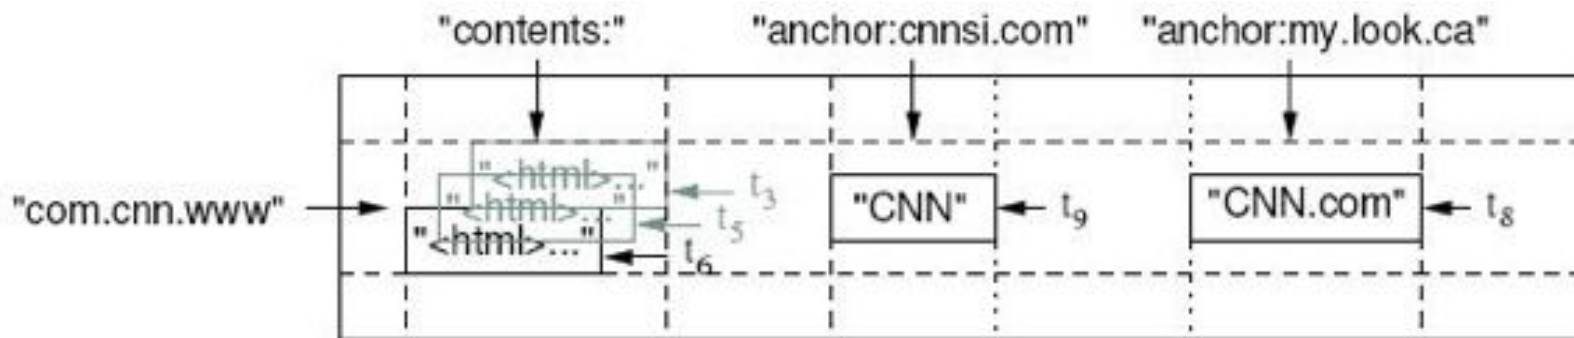 "contents:" "anchor:cnnsi.com" "anchor:my.look.ca"
"<html>..." t3
"com.cnn.www" "<html>..." t5 "CNN" t9 "CNN.com" t8
"<html>..." t6